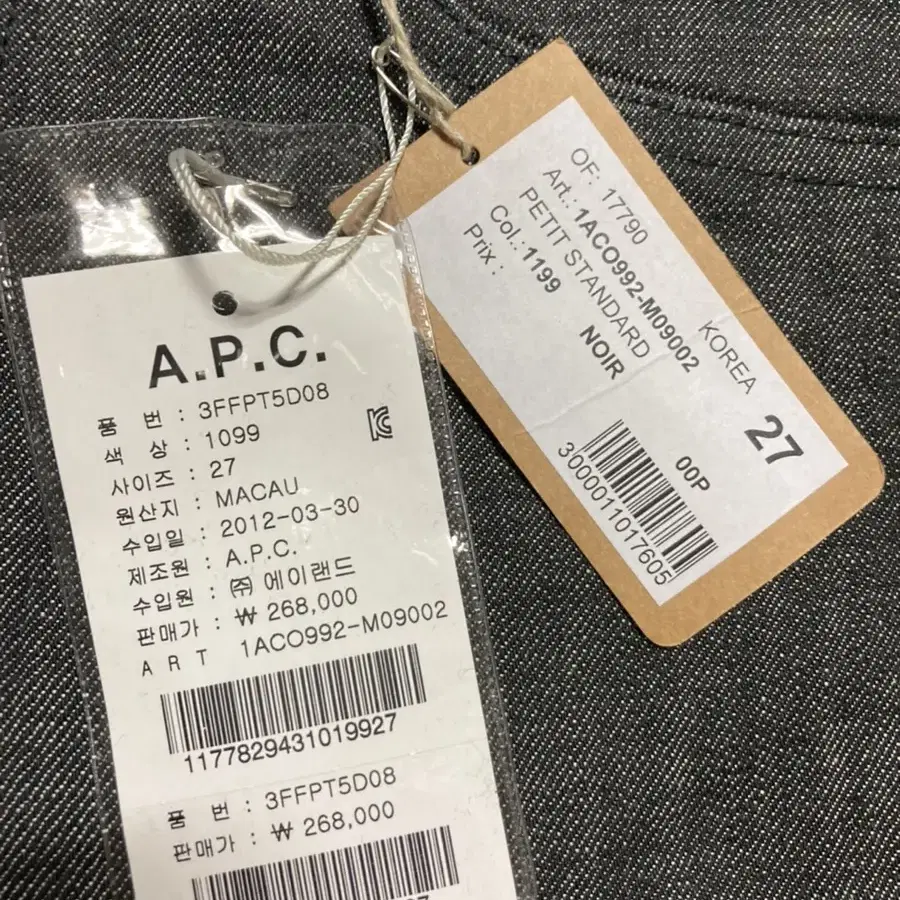 A.P.C.
품 번 : 3FFPT5D08
색 상 : 1099
사이즈 : 27
원산지 : MACAU
수입일 : 2012-03-30
제조원 : A.P.C.
수입원 : ㈜ 에이랜드
판매가 : ₩ 268,000
A R T 1ACO992-M09002
1177829431019927
품 번 : 3FFPT5D08
판매가 : ₩ 268,000
OF: 17790 KOREA
Art.: 1ACO992-M09002
PETIT STANDARD
Col.: 1199 NOIR
Prix :
27
00P
3000011017605